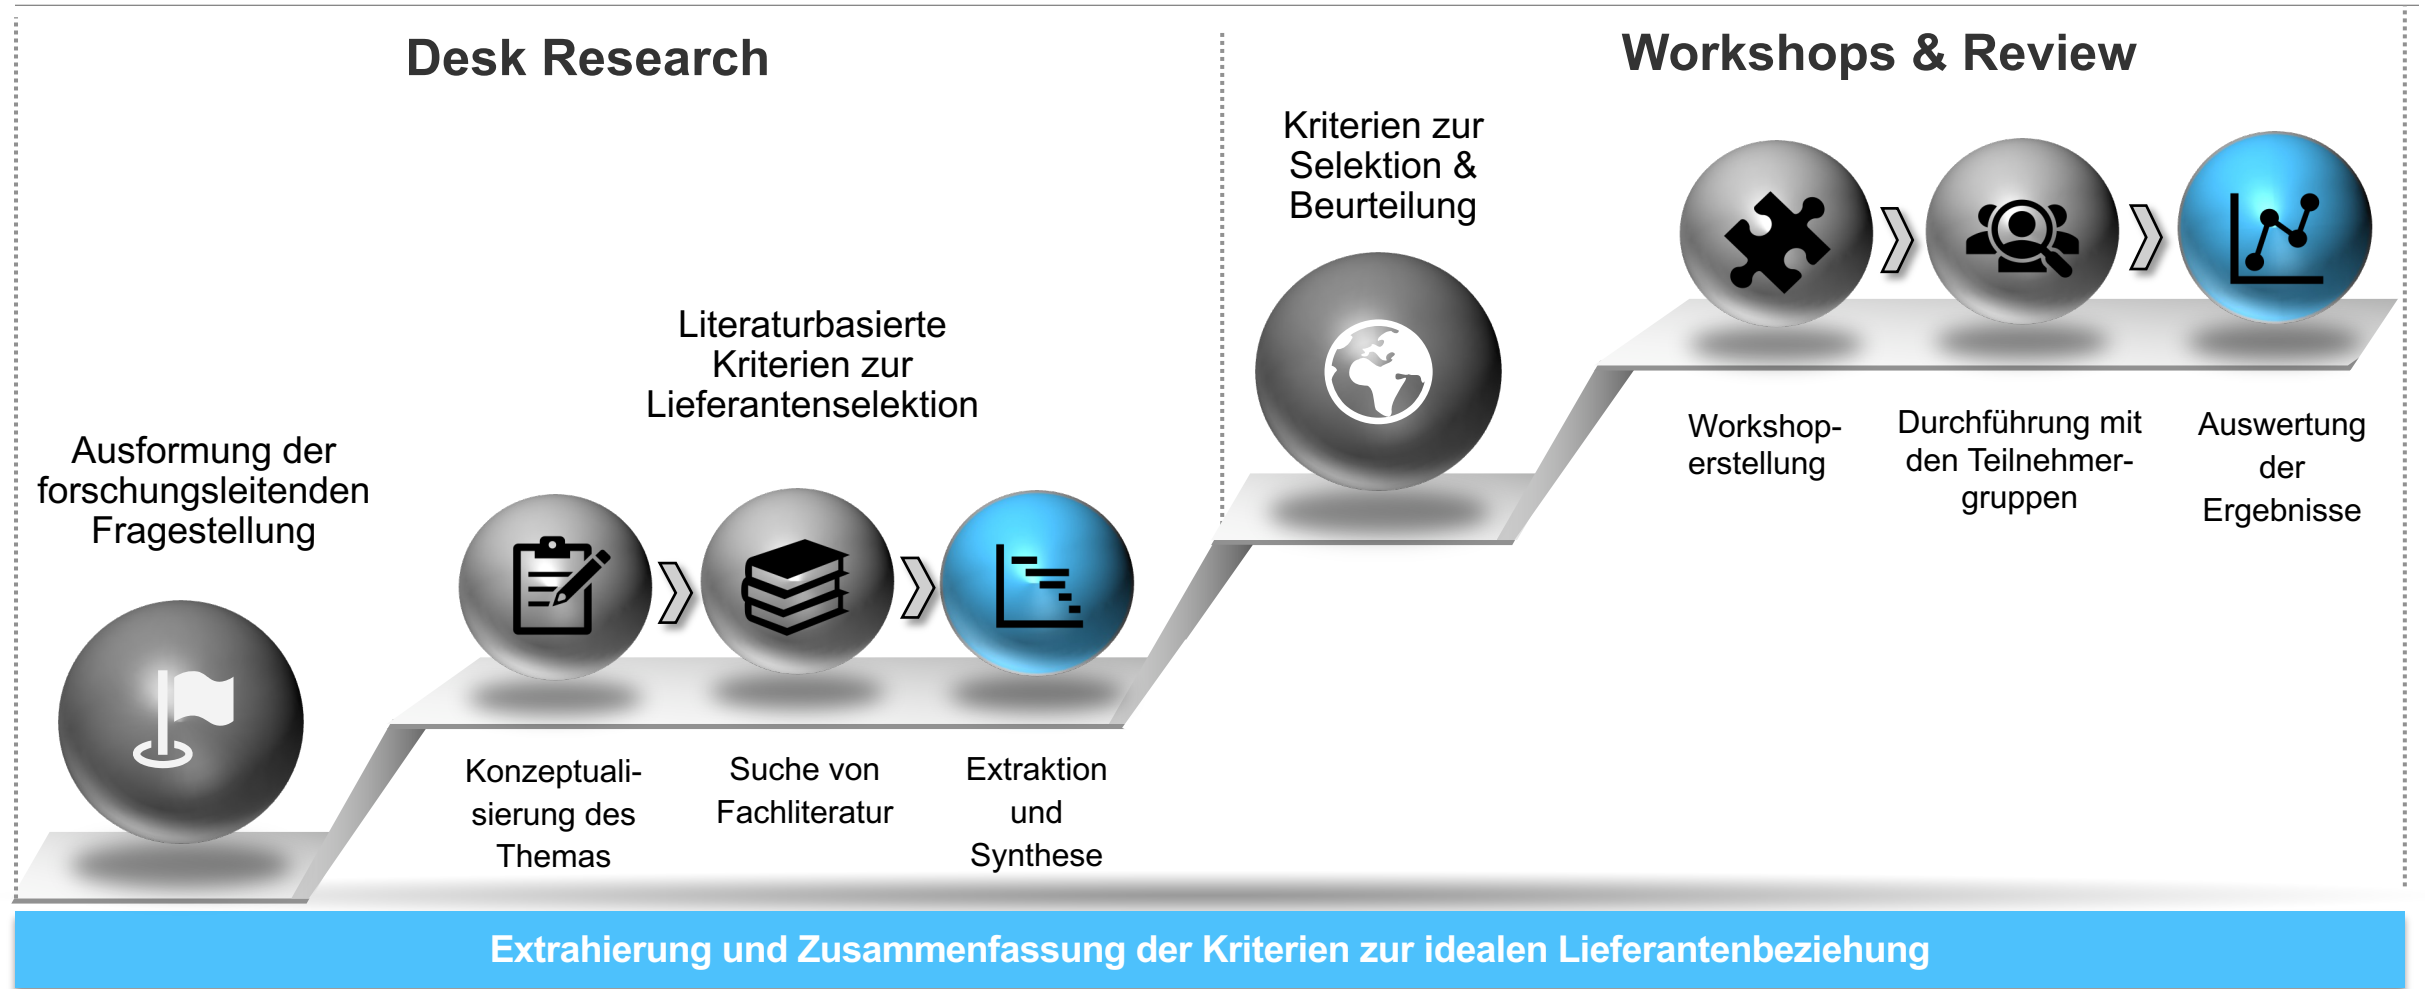 Desk Research
Workshops & Review
Ausformung der
forschungsleitenden
Fragestellung
Literaturbasierte
Kriterien zur
Lieferantenselektion
Konzeptuali-
sierung des
Themas
Suche von
Fachliteratur
Extraktion
und
Synthese
Kriterien zur
Selektion &
Beurteilung
Workshop-
erstellung
Durchführung mit
den Teilnehmer-
gruppen
Auswertung
der
Ergebnisse
Extrahierung und Zusammenfassung der Kriterien zur idealen Lieferantenbeziehung